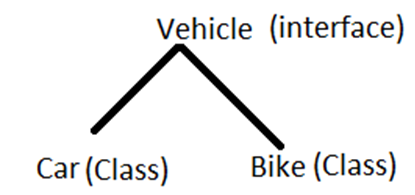 Vehicle (interface)
Car (Class)
Bike (Class)